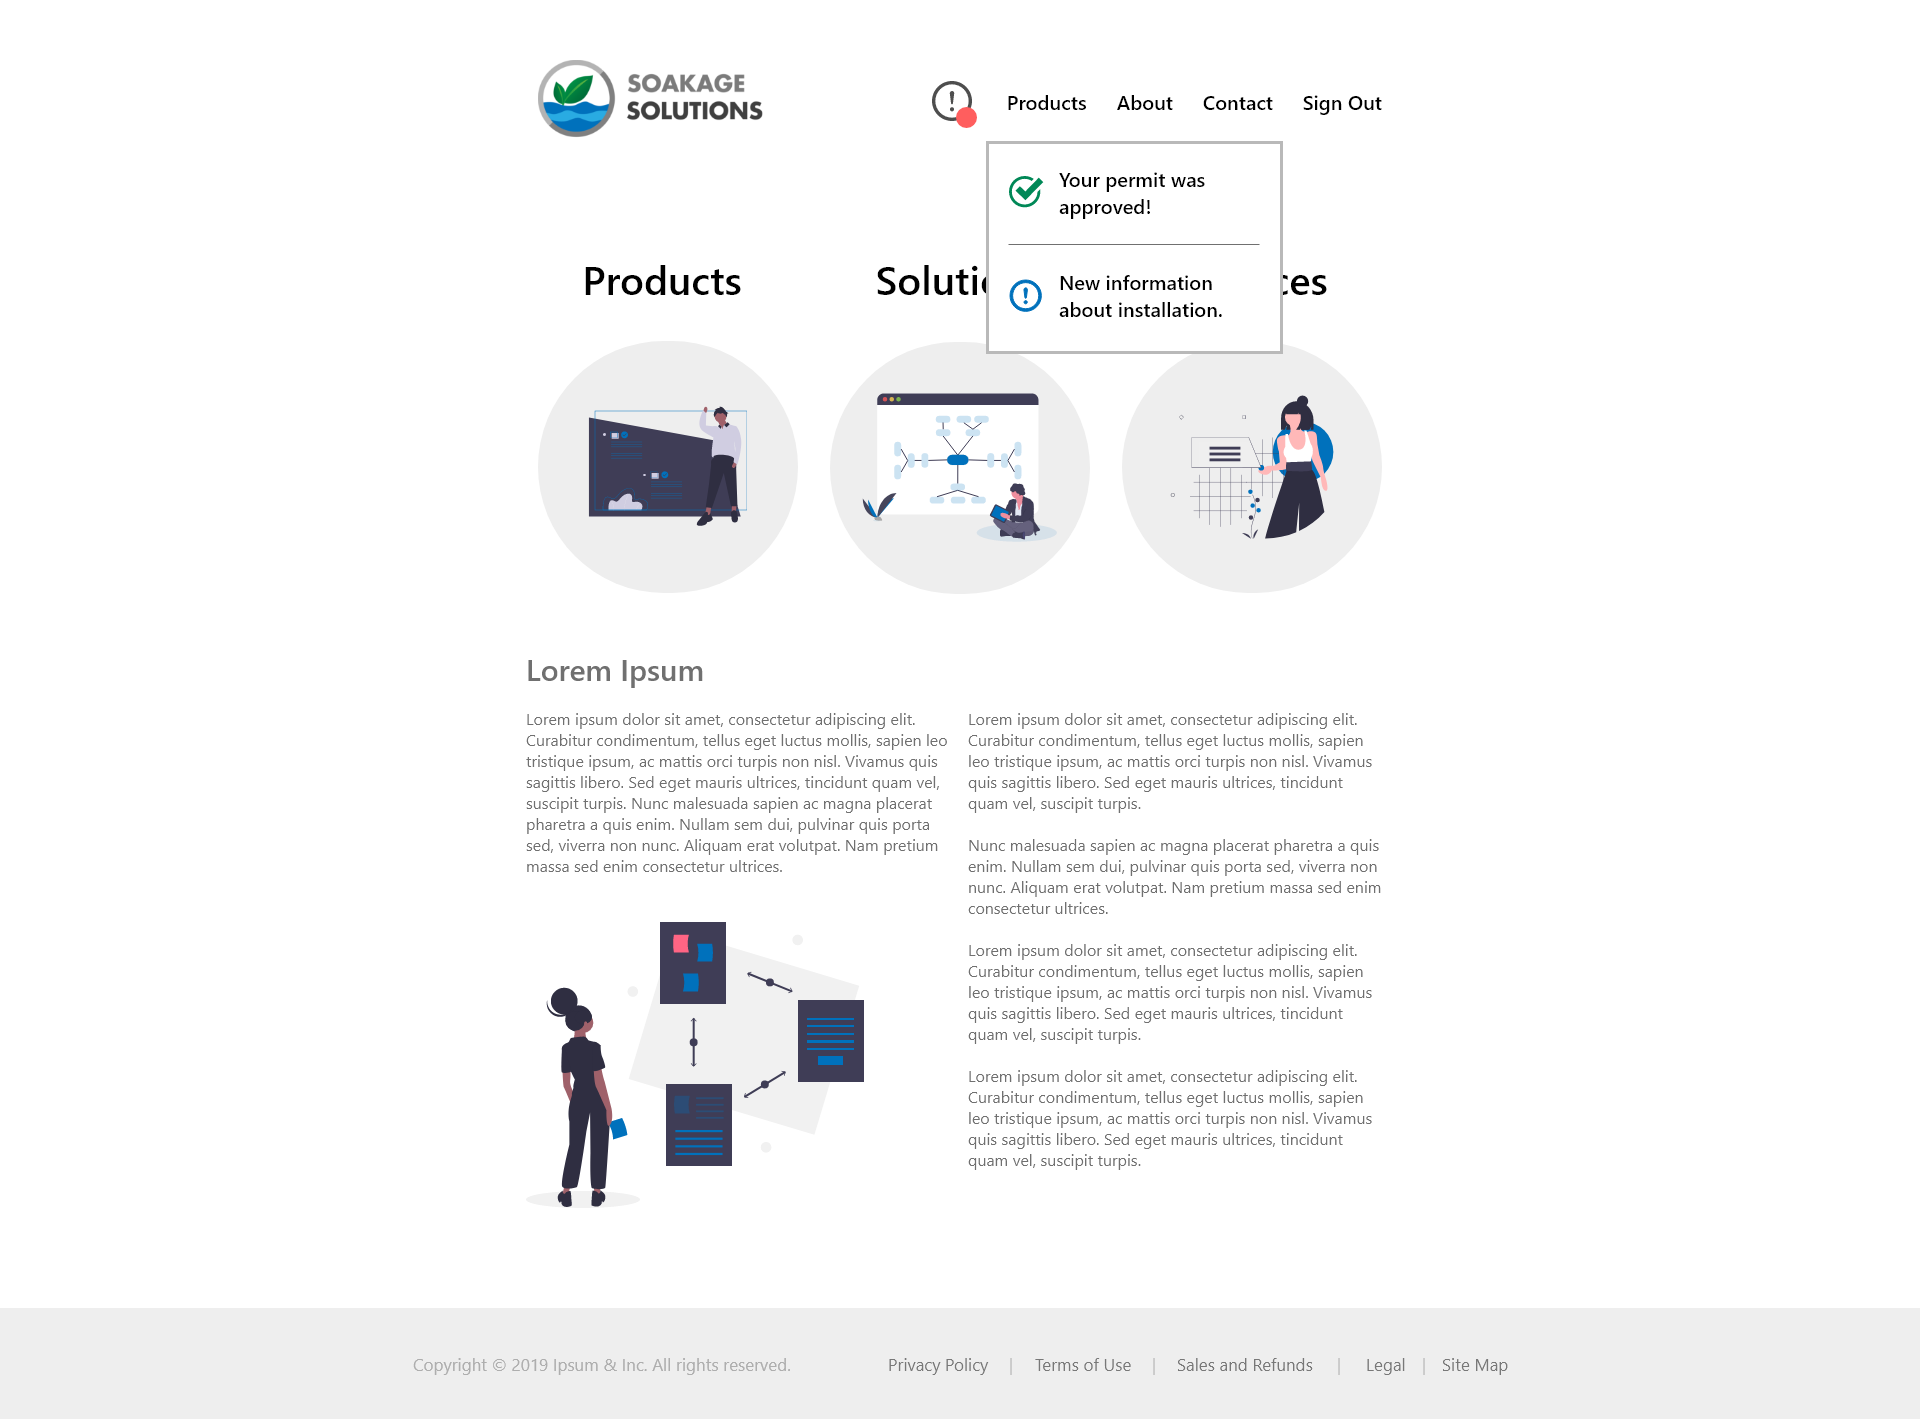 SOAKAGE
SOLUTIONS
Products About Contact Sign Out
Your permit was
approved!
New information
about installation.
Products
Lorem Ipsum
Lorem ipsum dolor sit amet, consectetur adipiscing elit.
Curabitur condimentum, tellus eget luctus mollis, sapien leo
tristique ipsum, ac mattis orci turpis non nisl. Vivamus quis
sagittis libero. Sed eget mauris ultrices, tincidunt quam vel,
suscipit turpis. Nunc malesuada sapien ac magna placerat
pharetra a quis enim. Nullam sem dui, pulvinar quis porta
sed, viverra non nunc. Aliquam erat volutpat. Nam pretium
massa sed enim consectetur ultrices.
Lorem ipsum dolor sit amet, consectetur adipiscing elit.
Curabitur condimentum, tellus eget luctus mollis, sapien
leo tristique ipsum, ac mattis orci turpis non nisl. Vivamus
quis sagittis libero. Sed eget mauris ultrices, tincidunt
quam vel, suscipit turpis.
Nunc malesuada sapien ac magna placerat pharetra a quis
enim. Nullam sem dui, pulvinar quis porta sed, viverra non
nunc. Aliquam erat volutpat. Nam pretium massa sed enim
consectetur ultrices.
Lorem ipsum dolor sit amet, consectetur adipiscing elit.
Curabitur condimentum, tellus eget luctus mollis, sapien
leo tristique ipsum, ac mattis orci turpis non nisl. Vivamus
quis sagittis libero. Sed eget mauris ultrices, tincidunt
quam vel, suscipit turpis.
Lorem ipsum dolor sit amet, consectetur adipiscing elit.
Curabitur condimentum, tellus eget luctus mollis, sapien
leo tristique ipsum, ac mattis orci turpis non nisl. Vivamus
quis sagittis libero. Sed eget mauris ultrices, tincidunt
quam vel, suscipit turpis.
Copyright © 2019 Ipsum & Inc. All rights reserved. Privacy Policy | Terms of Use | Sales and Refunds | Legal | Site Map